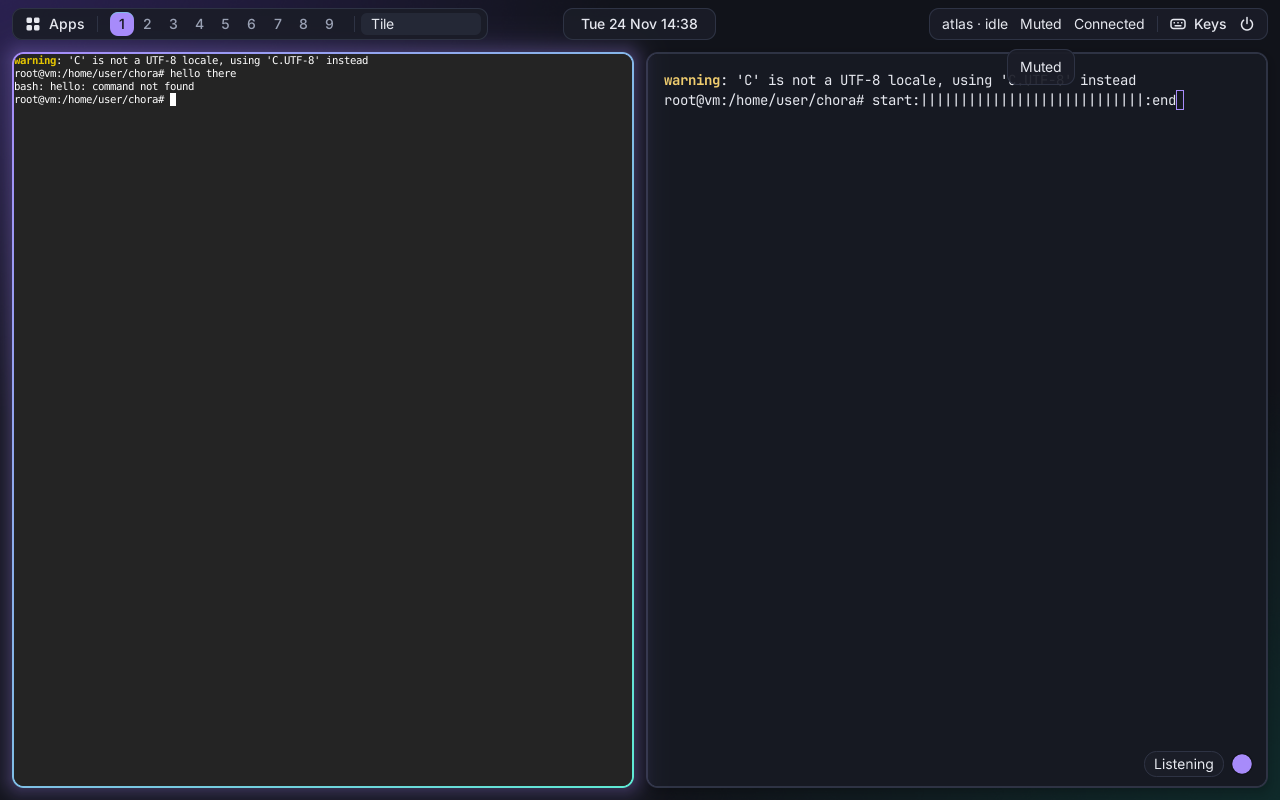 Apps 1 2 3 4 5 6 7 8 9 Tile
Tue 24 Nov 14:38
atlas · idle Muted Connected Keys
warning: 'C' is not a UTF-8 locale, using 'C.UTF-8' instead
root@vm:/home/user/chora# hello there
bash: hello: command not found
root@vm:/home/user/chora#
Muted
warning: 'C' is not a UTF-8 locale, using 'C.UTF-8' instead
root@vm:/home/user/chora# start:||||||||||||||||||||||||||||:end
Listening